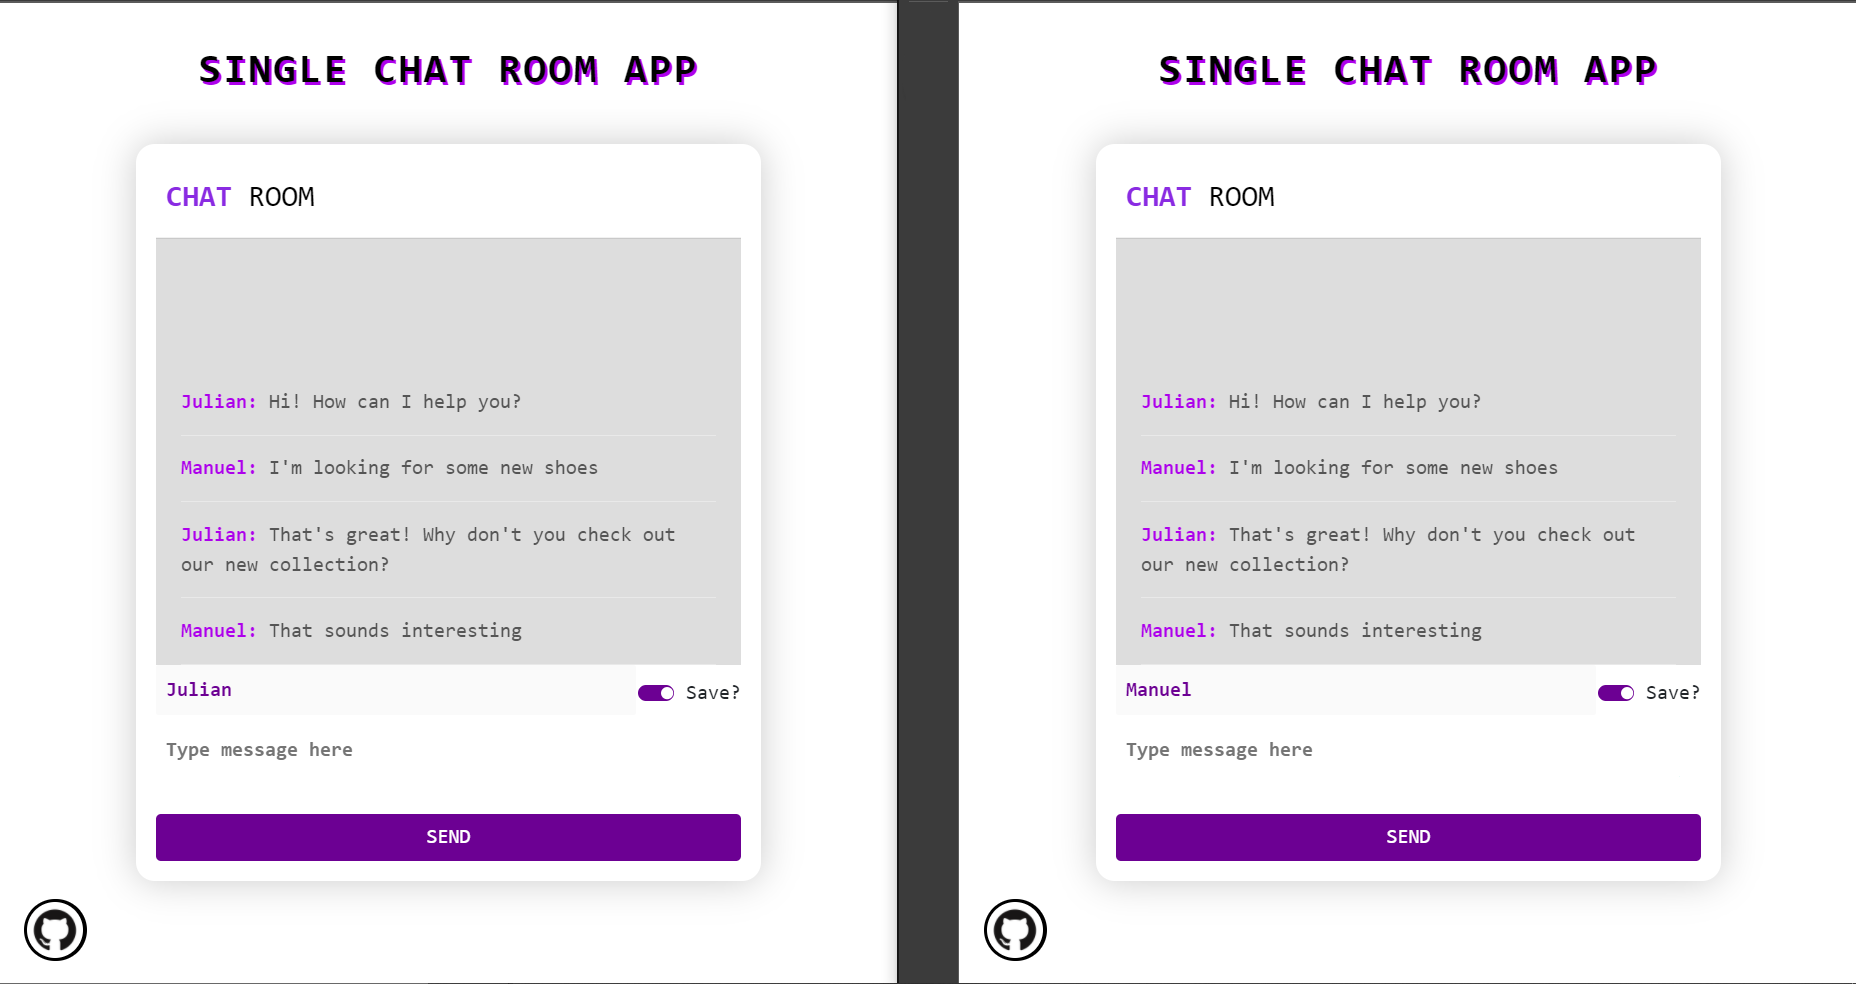 SINGLE CHAT ROOM APP
CHAT ROOM
Julian: Hi! How can I help you?
Manuel: I'm looking for some new shoes
Julian: That's great! Why don't you check out
our new collection?
Manuel: That sounds interesting
Julian
Save?
Type message here
SEND
SINGLE CHAT ROOM APP
CHAT ROOM
Julian: Hi! How can I help you?
Manuel: I'm looking for some new shoes
Julian: That's great! Why don't you check out
our new collection?
Manuel: That sounds interesting
Manuel
Save?
Type message here
SEND